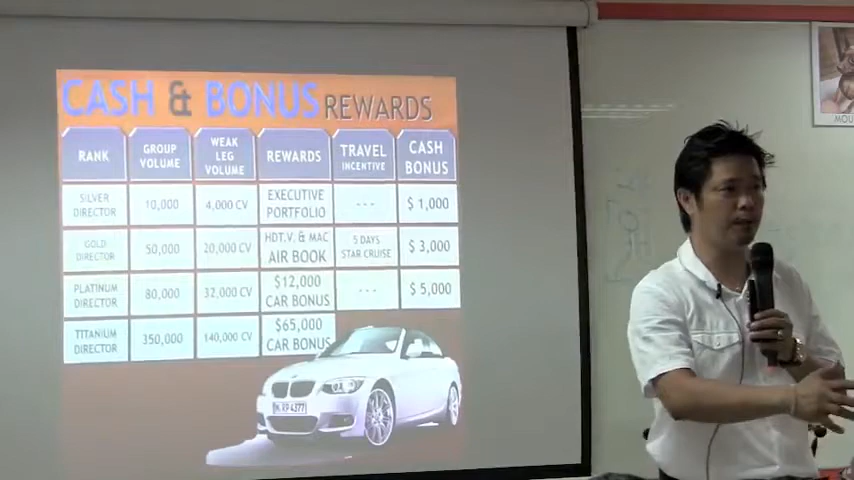 CASH & BONUS REWARDS
RANK GROUP VOLUME WEAK LEG VOLUME REWARDS TRAVEL INCENTIVE CASH BONUS
SILVER DIRECTOR 10,000 4,000 CV EXECUTIVE PORTFOLIO --- $ 1,000
GOLD DIRECTOR 50,000 20,000 CV HDT.V. & MAC AIR BOOK 5 DAYS STAR CRUISE $ 3,000
PLATINUM DIRECTOR 80,000 32,000 CV $12,000 CAR BONUS --- $ 5,000
TITANIUM DIRECTOR 350,000 140,000 CV $65,000 CAR BONUS